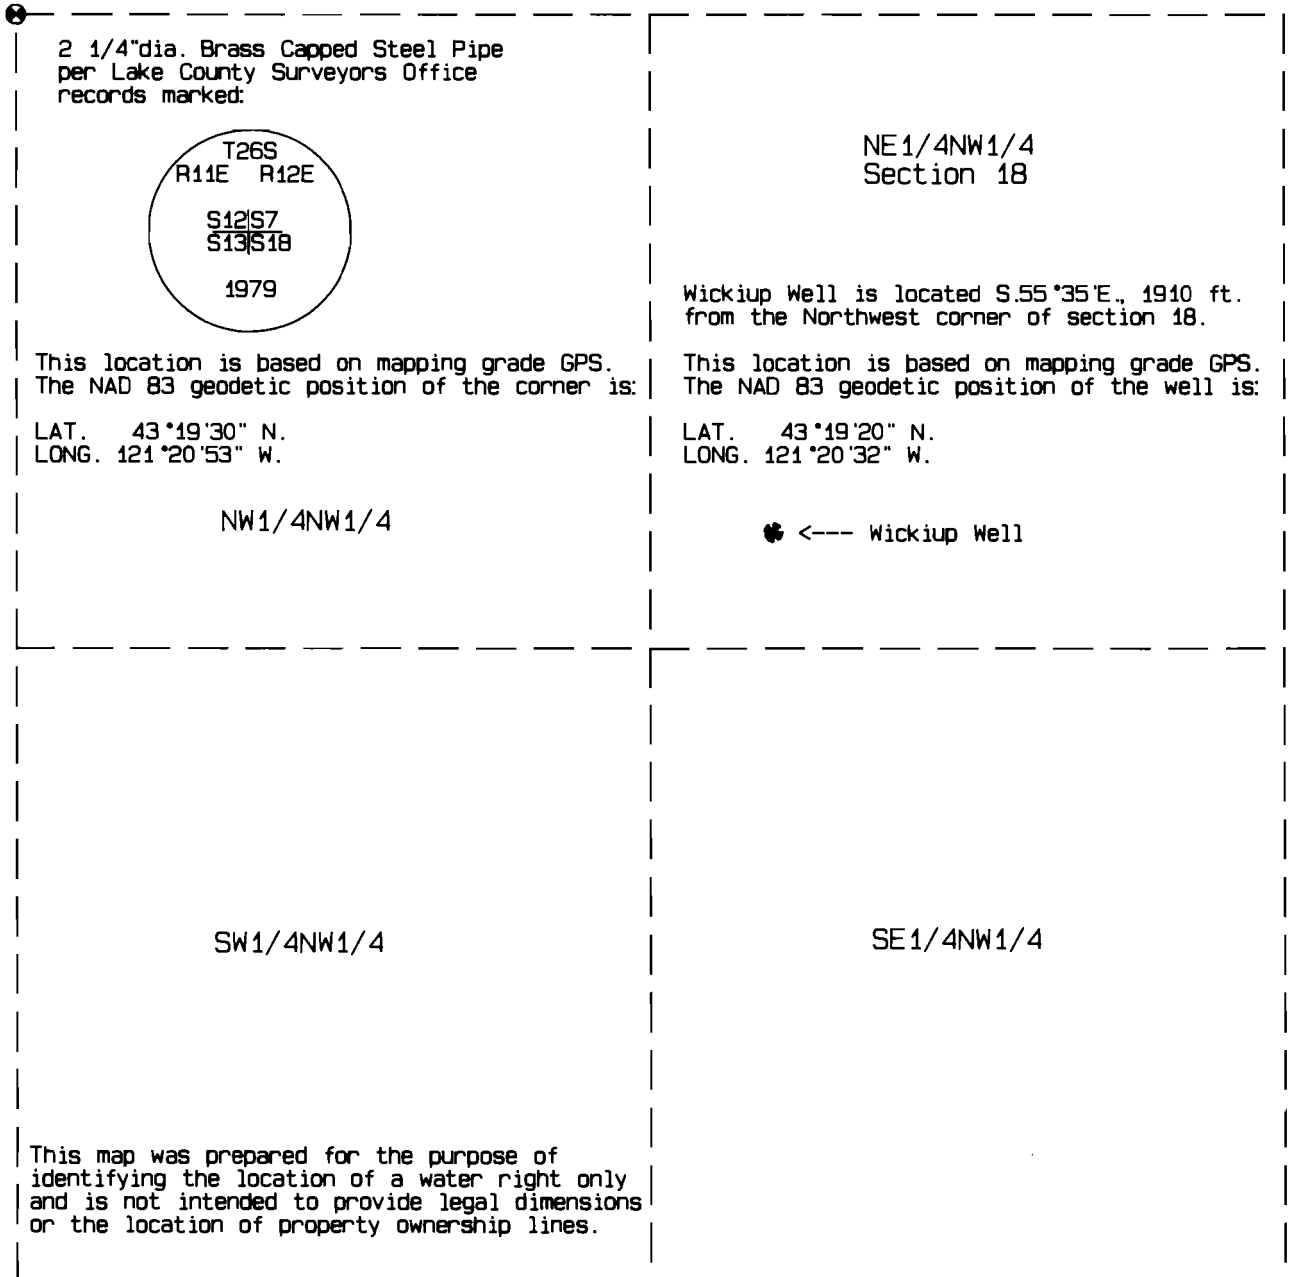 2 1/4"dia. Brass Capped Steel Pipe
per Lake County Surveyors Office
records marked:
T26S
R11E R12E
S12|S7
S13|S18
1979
This location is based on mapping grade GPS.
The NAD 83 geodetic position of the corner is:
LAT. 43°19'30" N.
LONG. 121°20'53" W.
NW1/4NW1/4
NE1/4NW1/4
Section 18
Wickiup Well is located S.55°35'E., 1910 ft.
from the Northwest corner of section 18.
This location is based on mapping grade GPS.
The NAD 83 geodetic position of the well is:
LAT. 43°19'20" N.
LONG. 121°20'32" W.
<--- Wickiup Well
SW1/4NW1/4
SE1/4NW1/4
This map was prepared for the purpose of
identifying the location of a water right only
and is not intended to provide legal dimensions
or the location of property ownership lines.